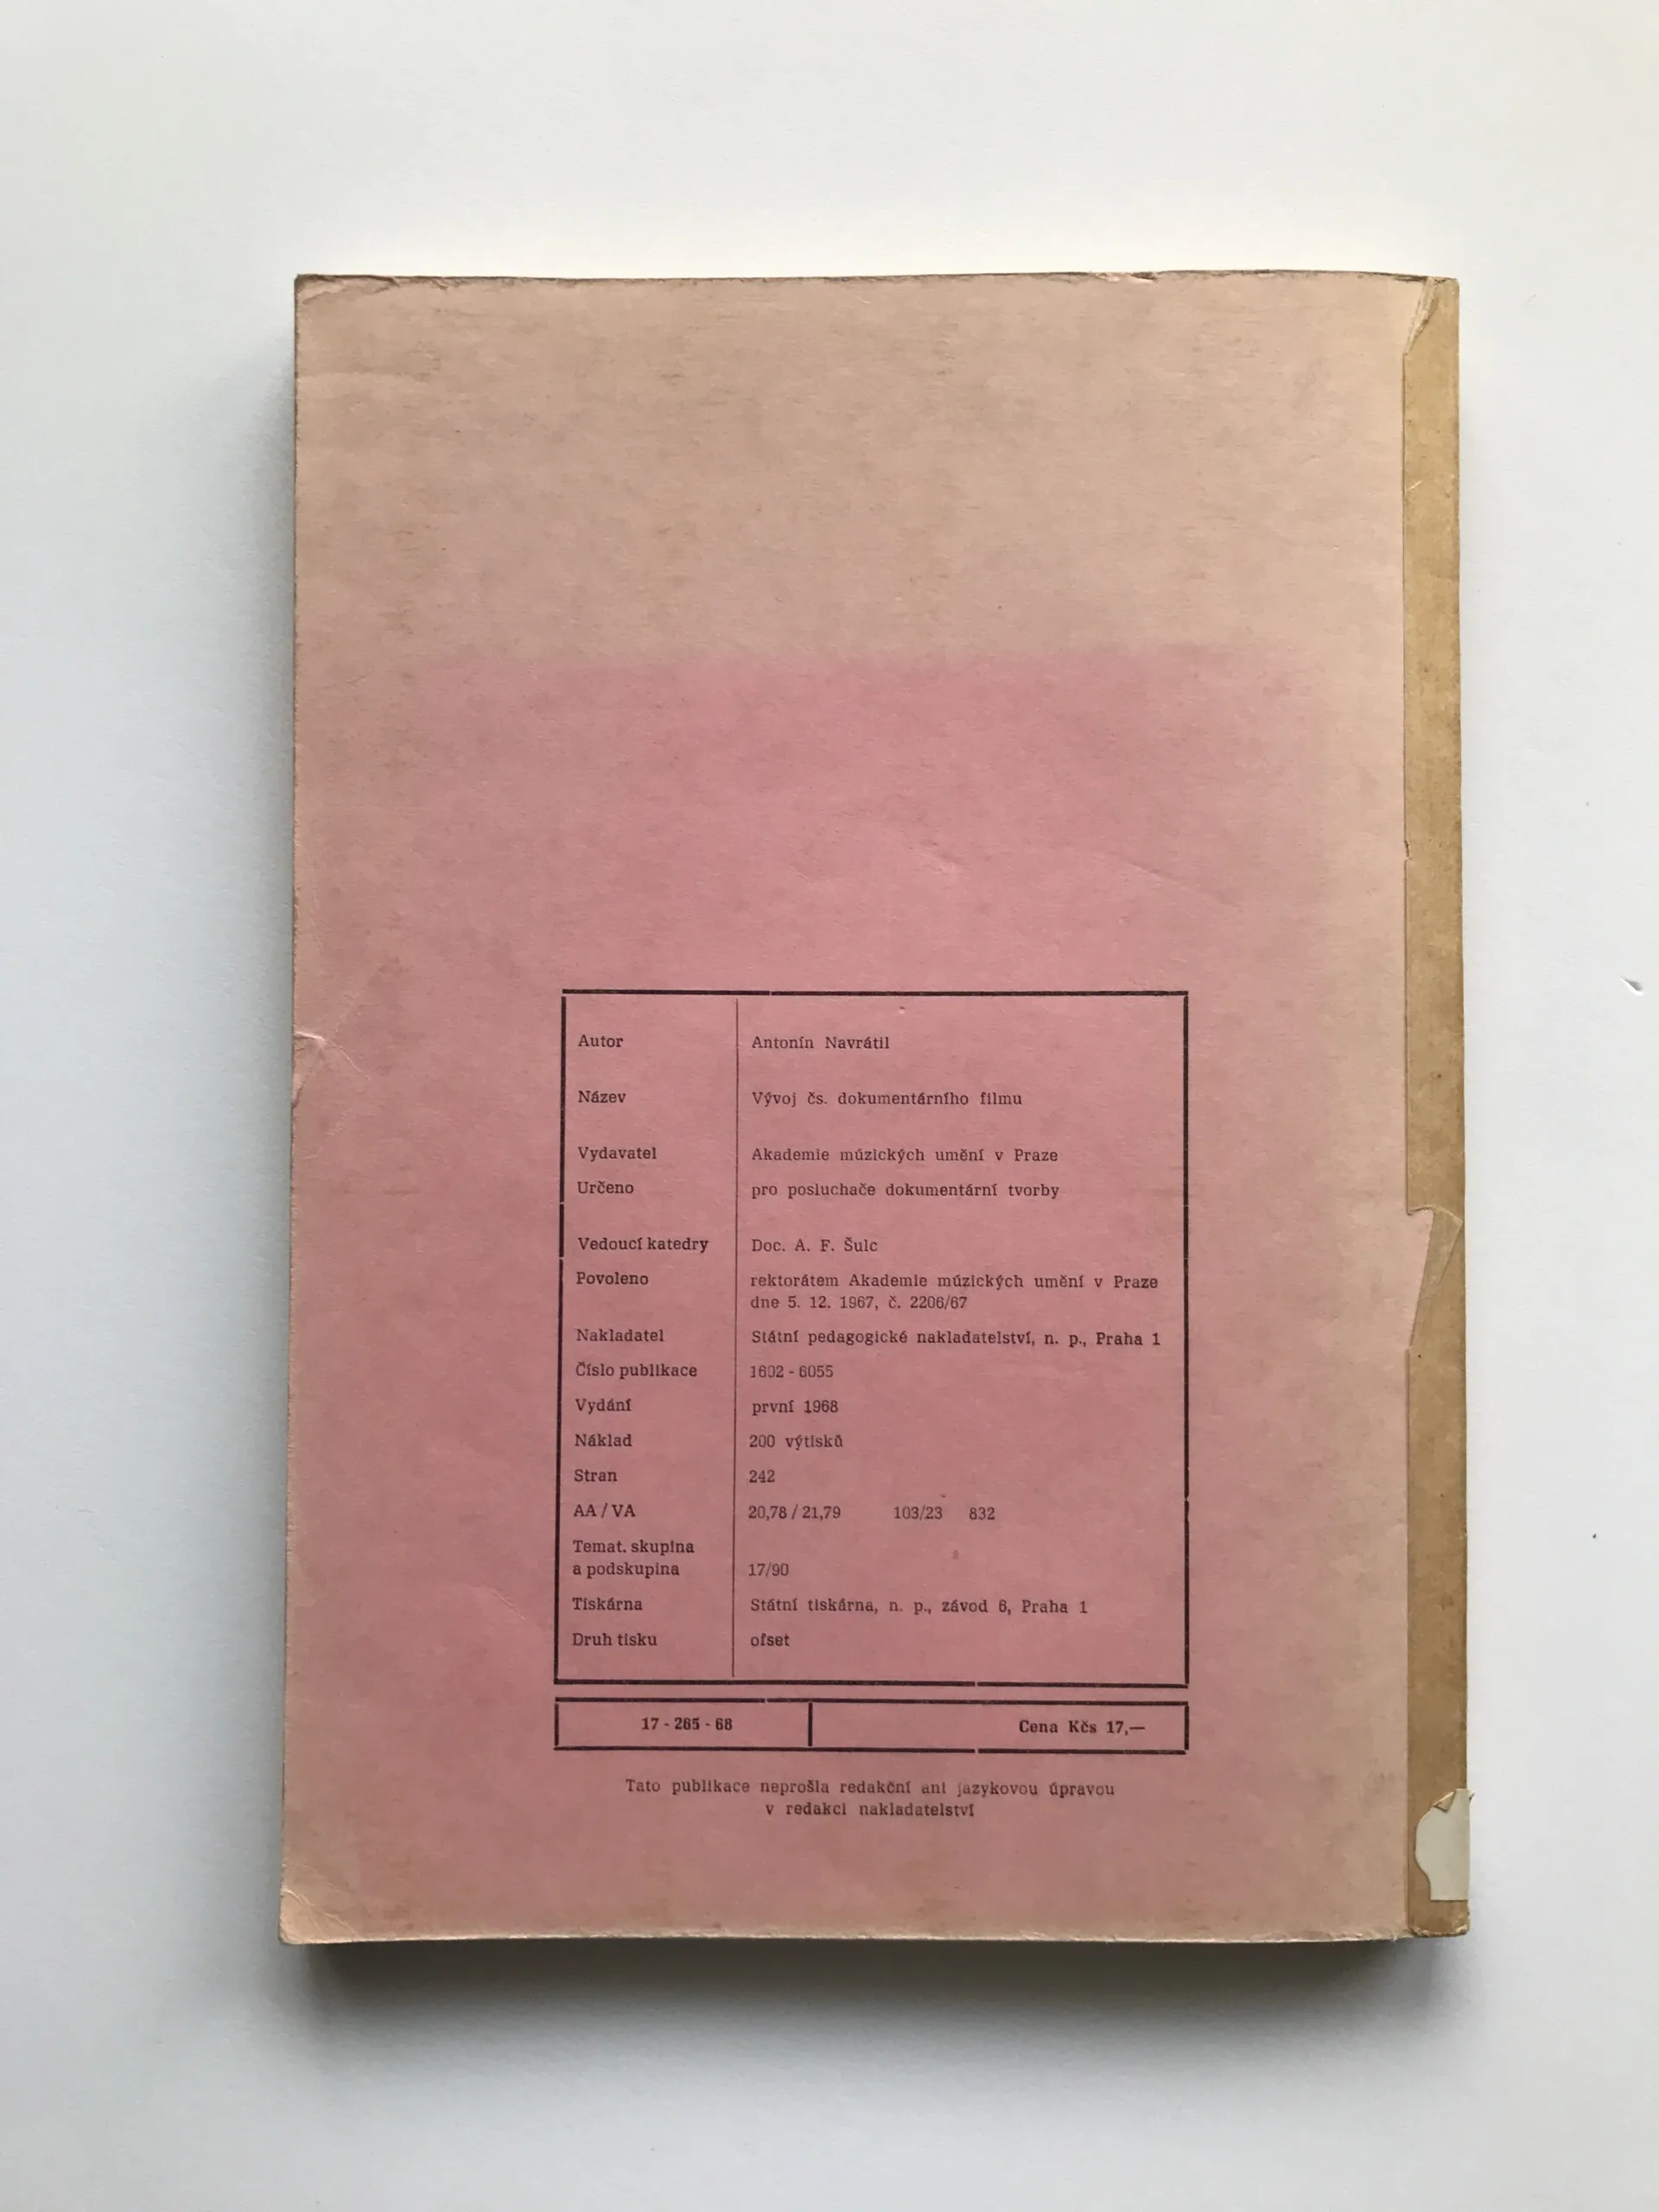 Autor Antonín Navrátil
Název Vývoj čs. dokumentárního filmu
Vydavatel Akademie múzických umění v Praze
Určeno pro posluchače dokumentární tvorby
Vedoucí katedry Doc. A. F. Šulc
Povoleno rektorátem Akademie múzických umění v Praze
dne 5. 12. 1967, č. 2206/67
Nakladatel Státní pedagogické nakladatelství, n. p., Praha 1
Číslo publikace 1602 - 6055
Vydání první 1968
Náklad 200 výtisků
Stran 242
AA / VA 20,78 / 21,79 103/23 832
Temat. skupina
a podskupina 17/90
Tiskárna Státní tiskárna, n. p., závod 6, Praha 1
Druh tisku ofset
17 - 265 - 68 Cena Kčs 17,—
Tato publikace neprošla redakční ani jazykovou úpravou
v redakci nakladatelství